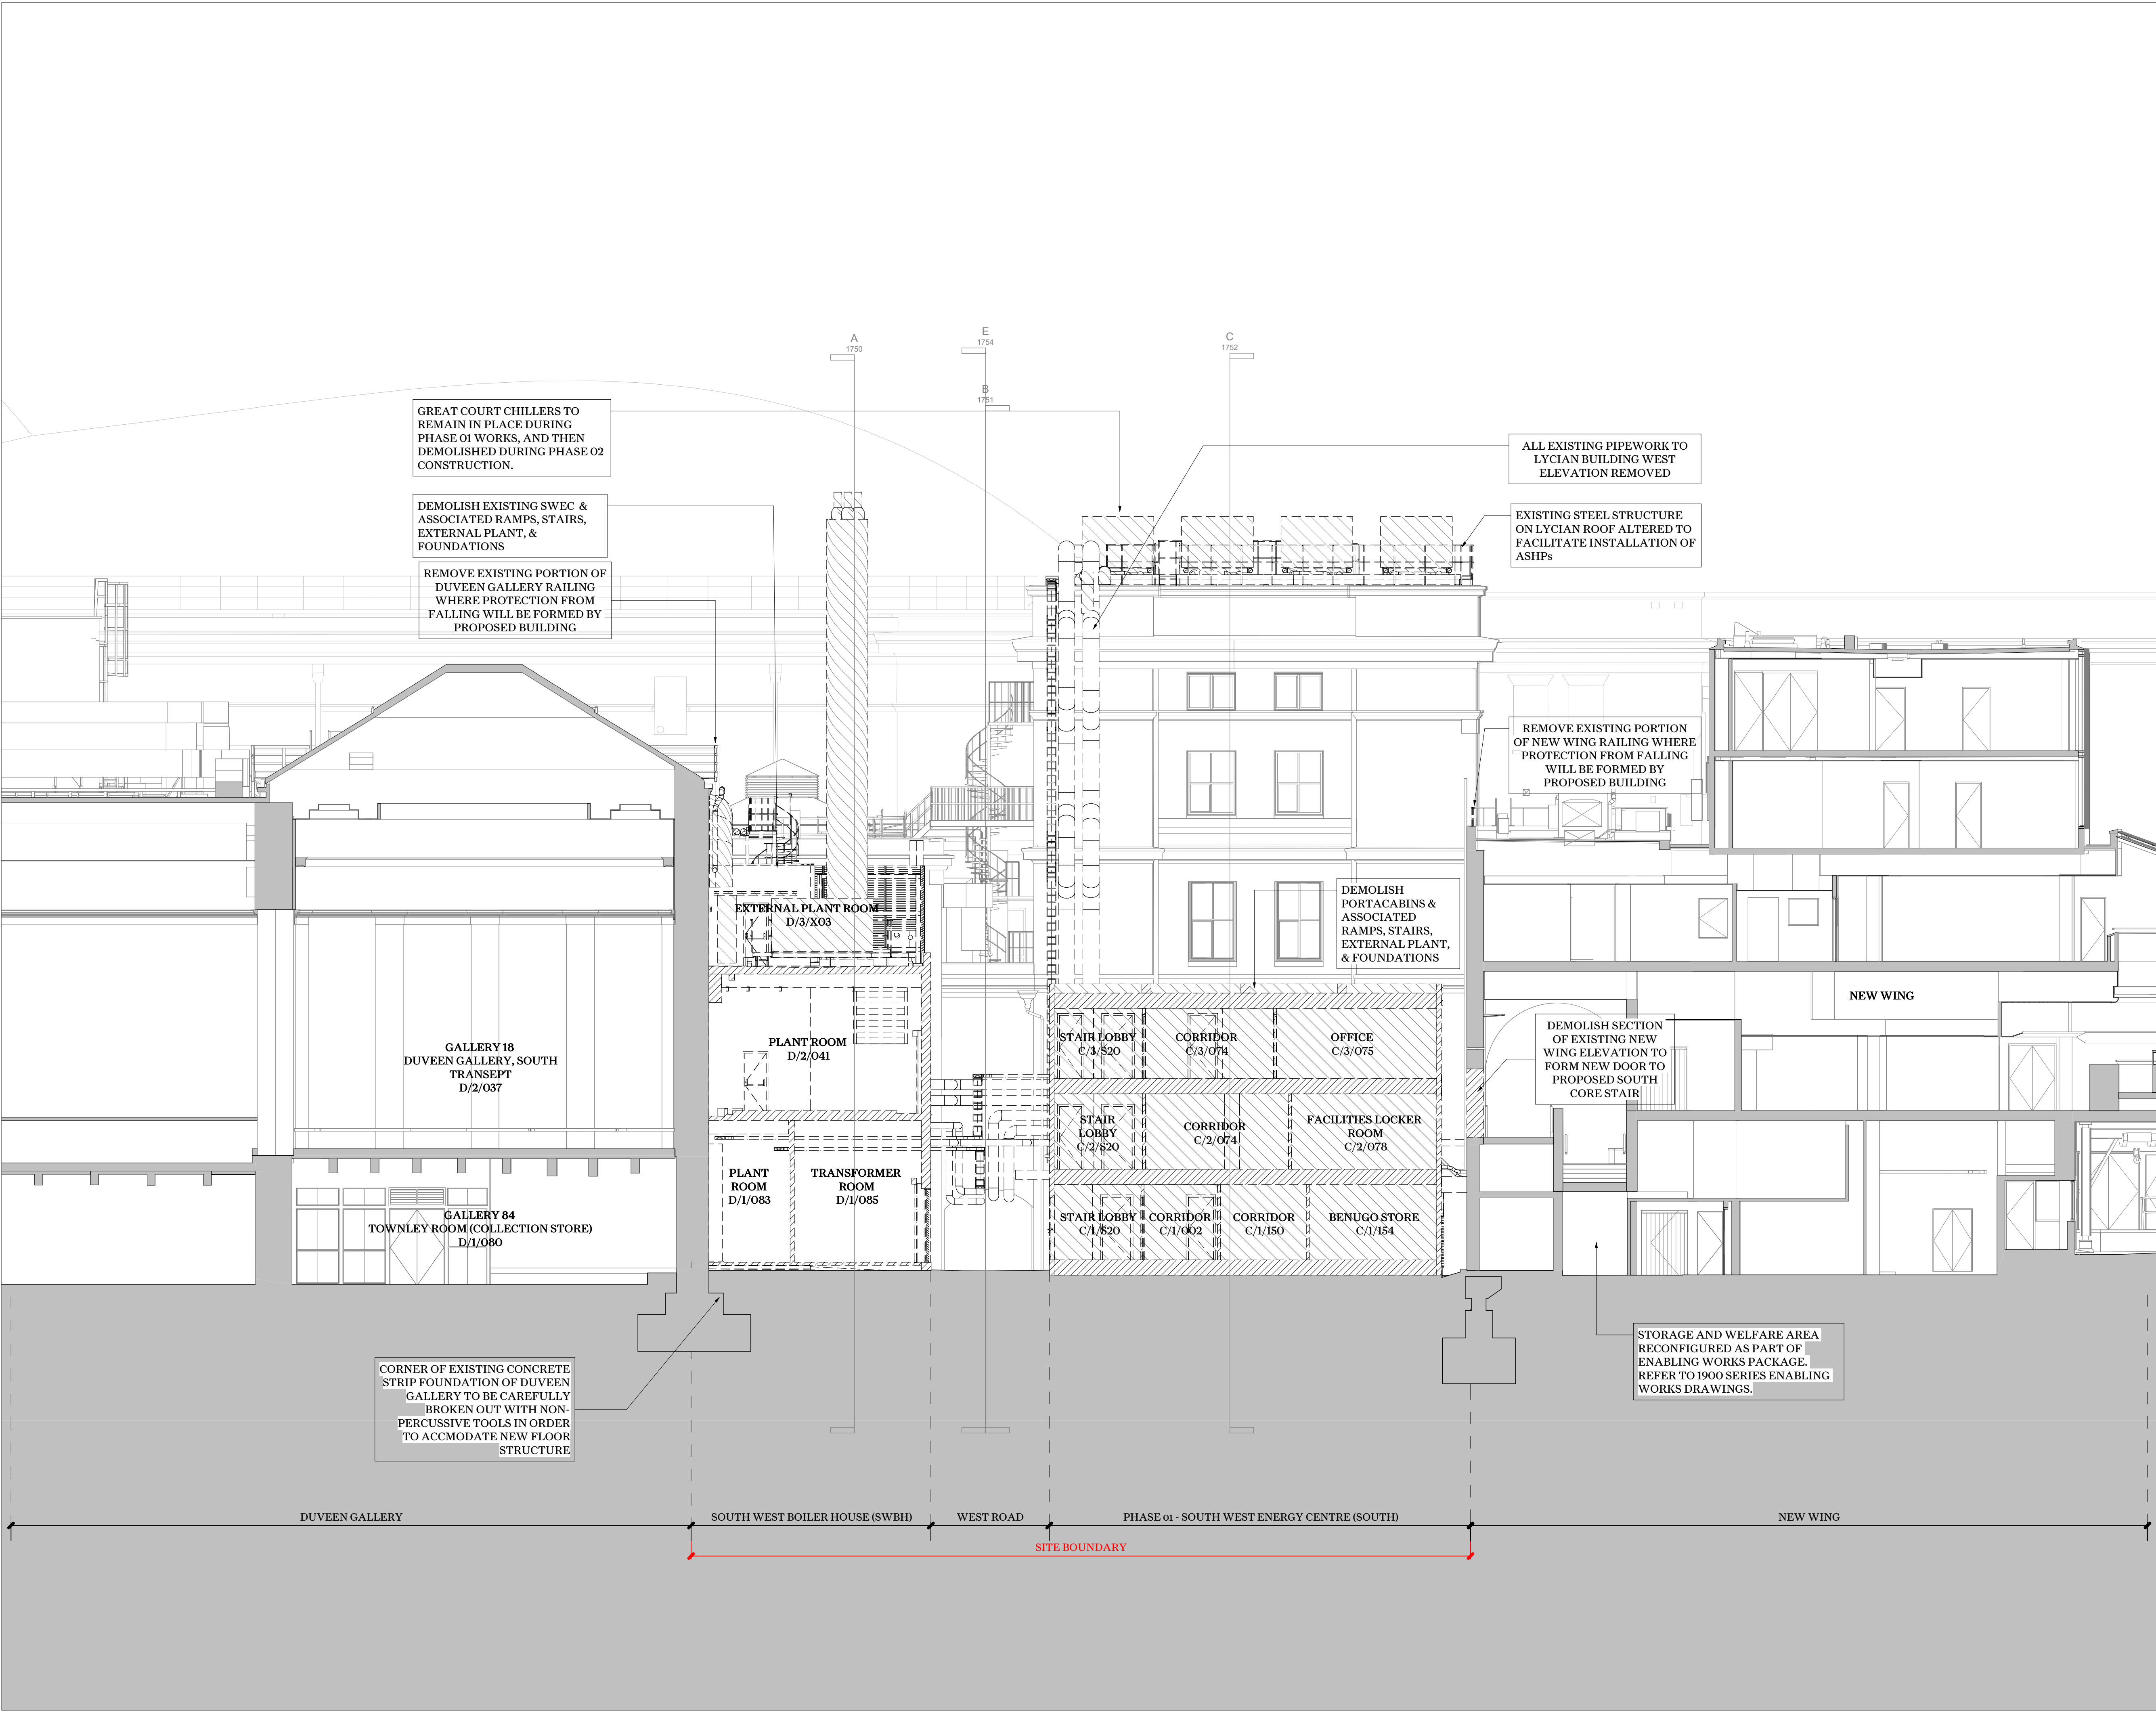 A
1750
E
1754
B
1751
C
1752
GREAT COURT CHILLERS TO
REMAIN IN PLACE DURING
PHASE 01 WORKS, AND THEN
DEMOLISHED DURING PHASE 02
CONSTRUCTION.
DEMOLISH EXISTING SWEC &
ASSOCIATED RAMPS, STAIRS,
EXTERNAL PLANT, &
FOUNDATIONS
REMOVE EXISTING PORTION OF
DUVEEN GALLERY RAILING
WHERE PROTECTION FROM
FALLING WILL BE FORMED BY
PROPOSED BUILDING
ALL EXISTING PIPEWORK TO
LYCIAN BUILDING WEST
ELEVATION REMOVED
EXISTING STEEL STRUCTURE
ON LYCIAN ROOF ALTERED TO
FACILITATE INSTALLATION OF
ASHPs
REMOVE EXISTING PORTION
OF NEW WING RAILING WHERE
PROTECTION FROM FALLING
WILL BE FORMED BY
PROPOSED BUILDING
DEMOLISH
PORTACABINS &
ASSOCIATED
RAMPS, STAIRS,
EXTERNAL PLANT,
& FOUNDATIONS
EXTERNAL PLANT ROOM
D/3/X03
NEW WING
DEMOLISH SECTION
OF EXISTING NEW
WING ELEVATION TO
FORM NEW DOOR TO
PROPOSED SOUTH
CORE STAIR
GALLERY 18
DUVEEN GALLERY, SOUTH
TRANSEPT
D/2/037
PLANT ROOM
D/2/041
STAIR LOBBY
C/3/S20
CORRIDOR
C/3/074
OFFICE
C/3/075
STAIR
LOBBY
C/2/S20
CORRIDOR
C/2/074
FACILITIES LOCKER
ROOM
C/2/078
PLANT
ROOM
D/1/083
TRANSFORMER
ROOM
D/1/085
GALLERY 84
TOWNLEY ROOM (COLLECTION STORE)
D/1/080
STAIR LOBBY
C/1/S20
CORRIDOR
C/1/002
CORRIDOR
C/1/150
BENUGO STORE
C/1/154
CORNER OF EXISTING CONCRETE
STRIP FOUNDATION OF DUVEEN
GALLERY TO BE CAREFULLY
BROKEN OUT WITH NON-
PERCUSSIVE TOOLS IN ORDER
TO ACCMODATE NEW FLOOR
STRUCTURE
STORAGE AND WELFARE AREA
RECONFIGURED AS PART OF
ENABLING WORKS PACKAGE.
REFER TO 1900 SERIES ENABLING
WORKS DRAWINGS.
DUVEEN GALLERY
SOUTH WEST BOILER HOUSE (SWBH)
WEST ROAD
PHASE 01 - SOUTH WEST ENERGY CENTRE (SOUTH)
NEW WING
SITE BOUNDARY